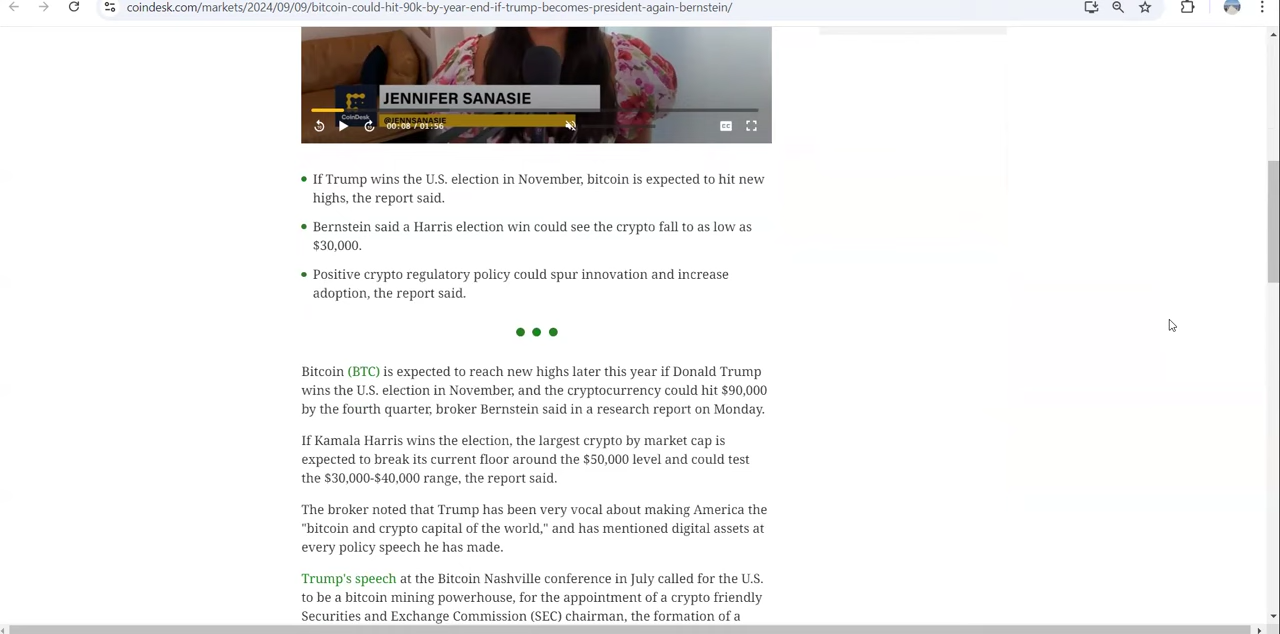 coindesk.com/markets/2024/09/09/bitcoin-could-hit-90k-by-year-end-if-trump-becomes-president-again-bernstein/
JENNIFER SANASIE
CoinDesk
@JENNSANASIE
00:08 / 01:56
CC
If Trump wins the U.S. election in November, bitcoin is expected to hit new
highs, the report said.
Bernstein said a Harris election win could see the crypto fall to as low as
$30,000.
Positive crypto regulatory policy could spur innovation and increase
adoption, the report said.
Bitcoin (BTC) is expected to reach new highs later this year if Donald Trump
wins the U.S. election in November, and the cryptocurrency could hit $90,000
by the fourth quarter, broker Bernstein said in a research report on Monday.
If Kamala Harris wins the election, the largest crypto by market cap is
expected to break its current floor around the $50,000 level and could test
the $30,000-$40,000 range, the report said.
The broker noted that Trump has been very vocal about making America the
"bitcoin and crypto capital of the world," and has mentioned digital assets at
every policy speech he has made.
Trump's speech at the Bitcoin Nashville conference in July called for the U.S.
to be a bitcoin mining powerhouse, for the appointment of a crypto friendly
Securities and Exchange Commission (SEC) chairman, the formation of a